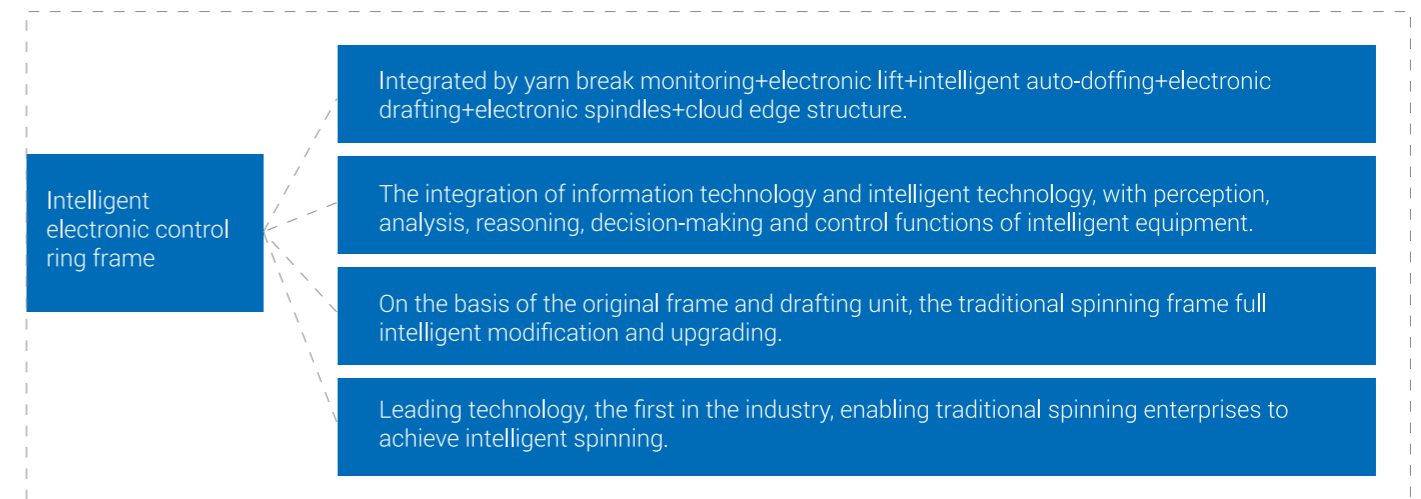 Intelligent
electronic control
ring frame
Integrated by yarn break monitoring+electronic lift+intelligent auto-doffing+electronic
drafting+electronic spindles+cloud edge structure.
The integration of information technology and intelligent technology, with perception,
analysis, reasoning, decision-making and control functions of intelligent equipment.
On the basis of the original frame and drafting unit, the traditional spinning frame full
intelligent modification and upgrading.
Leading technology, the first in the industry, enabling traditional spinning enterprises to
achieve intelligent spinning.